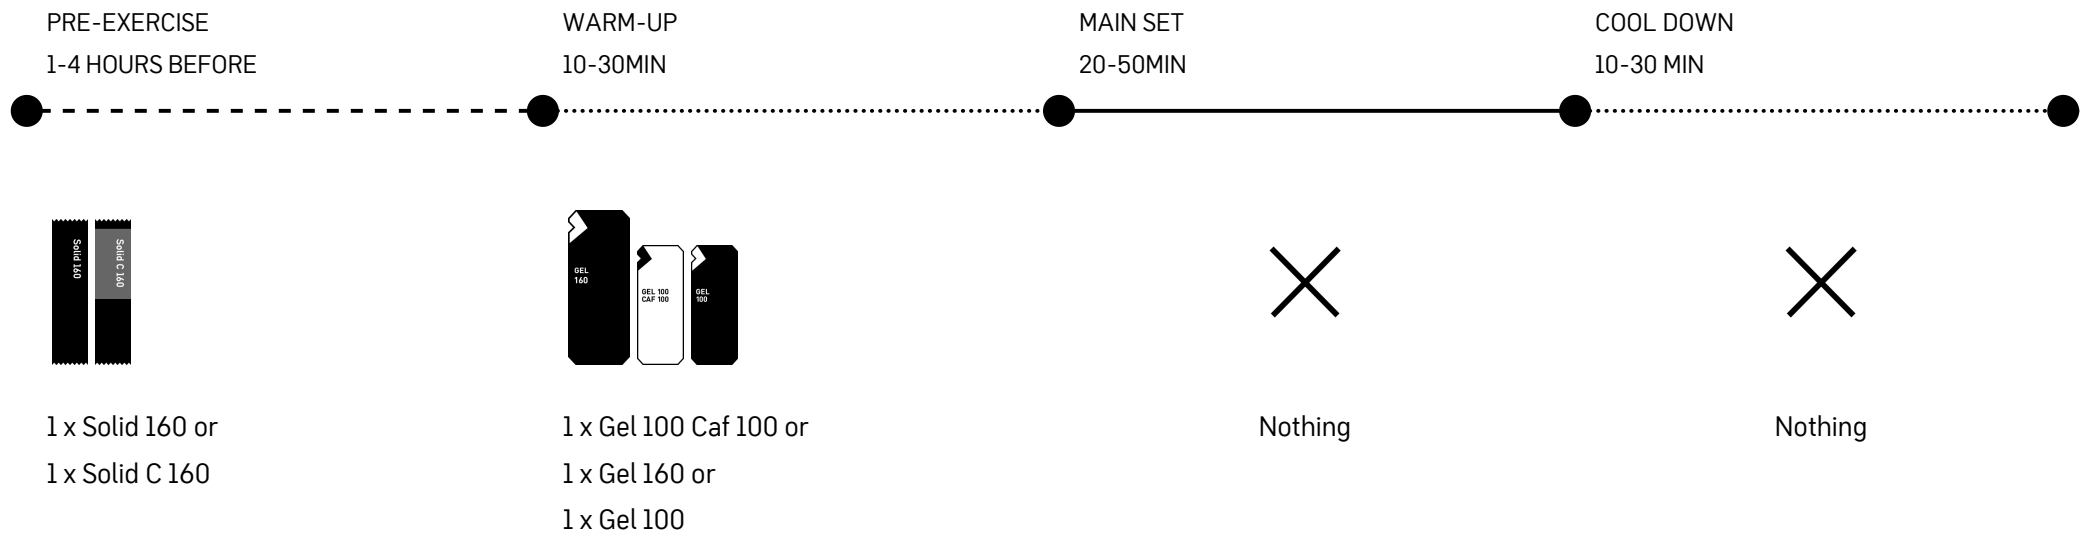 PRE-EXERCISE
1-4 HOURS BEFORE
WARM-UP
10-30MIN
MAIN SET
20-50MIN
COOL DOWN
10-30 MIN
Solid 160
Solid C 160
GEL
160
GEL 100
CAF 100
GEL
100
1 x Solid 160 or
1 x Solid C 160
1 x Gel 100 Caf 100 or
1 x Gel 160 or
1 x Gel 100
Nothing
Nothing